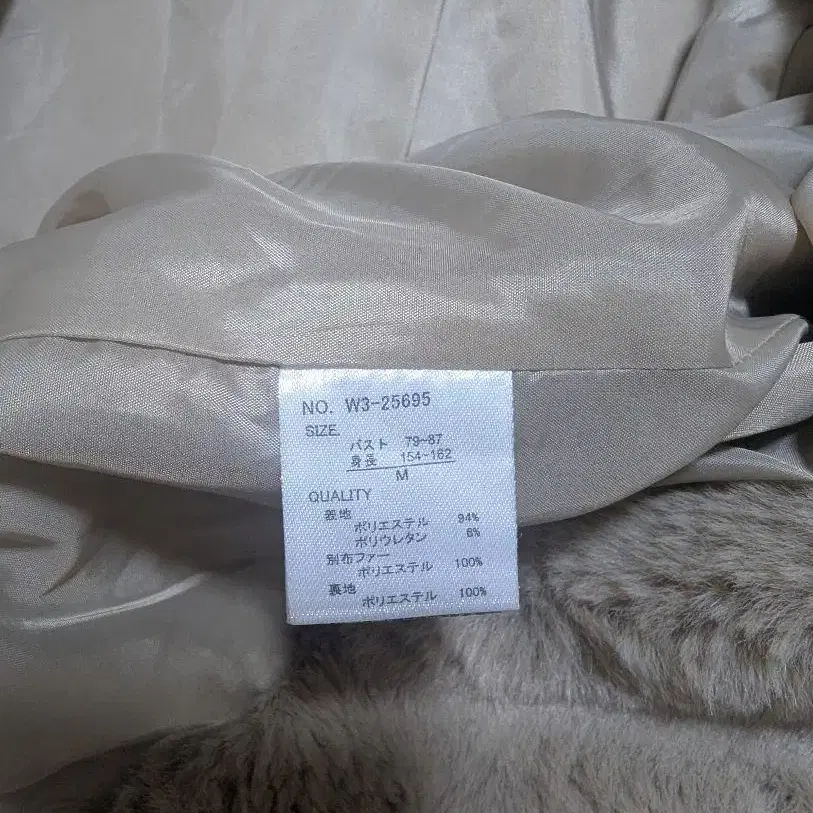 NO. W3-25695
SIZE.
バスト 79-87
身長 154-162
M
QUALITY
表地
ポリエステル 94%
ポリウレタン 6%
別布ファー
ポリエステル 100%
裏地
ポリエステル 100%